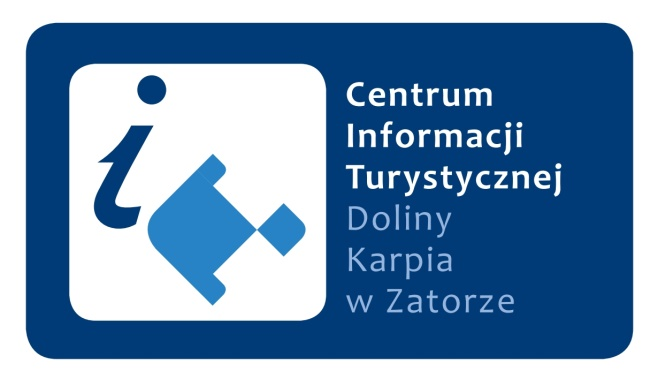 i
Centrum
Informacji
Turystycznej
Doliny
Karpia
w Zatorze